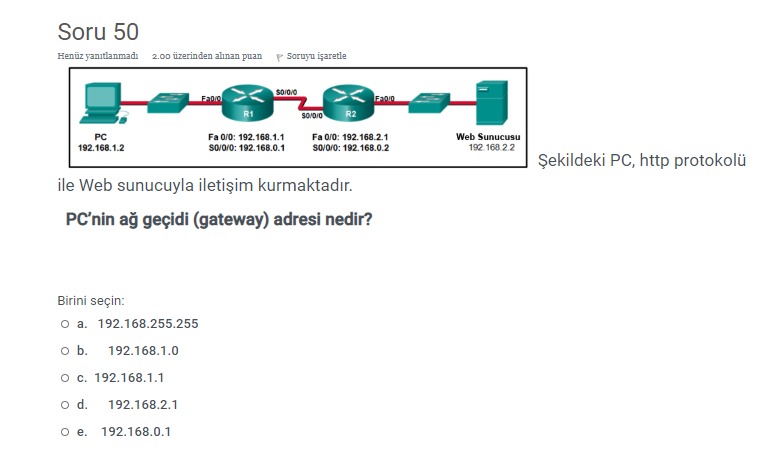 Soru 50
Henüz yanıtlanmadı 2.00 üzerinden alınan puan Soruyu işaretle
Fa0/0
S0/0/0
S0/0/0
Fa0/0
R1
R2
PC
192.168.1.2
Fa 0/0: 192.168.1.1
S0/0/0: 192.168.0.1
Fa 0/0: 192.168.2.1
S0/0/0: 192.168.0.2
Web Sunucusu
192.168.2.2
Şekildeki PC, http protokolü
ile Web sunucuyla iletişim kurmaktadır.
PC'nin ağ geçidi (gateway) adresi nedir?
Birini seçin:
a. 192.168.255.255
b. 192.168.1.0
c. 192.168.1.1
d. 192.168.2.1
e. 192.168.0.1